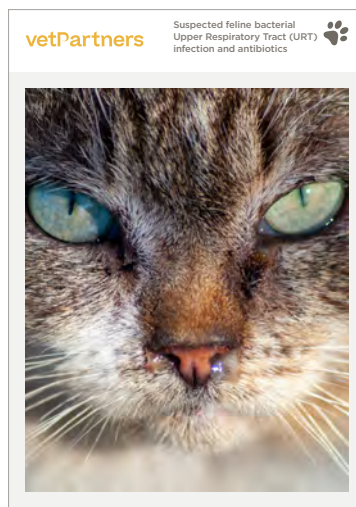 vetPartners
Suspected feline bacterial
Upper Respiratory Tract (URT)
infection and antibiotics